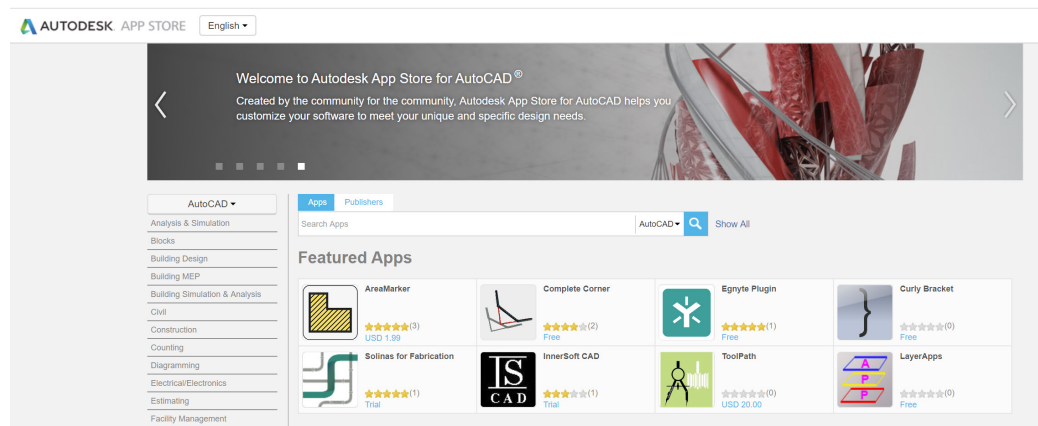 AUTODESK. APP STORE
English
Welcome to Autodesk App Store for AutoCAD®
Created by the community for the community, Autodesk App Store for AutoCAD helps you
customize your software to meet your unique and specific design needs.
AutoCAD
Analysis & Simulation
Blocks
Building Design
Building MEP
Building Simulation & Analysis
Civil
Construction
Counting
Diagramming
Electrical/Electronics
Estimating
Facility Management
Apps Publishers
Search Apps AutoCAD Show All
Featured Apps
AreaMarker
(3)
USD 1.99
Complete Corner
(2)
Free
Egnyte Plugin
(1)
Free
Curly Bracket
}
(0)
Free
Solinas for Fabrication
(1)
Trial
IS
CAD
InnerSoft CAD
(1)
Trial
ToolPath
(0)
USD 20.00
A
P
P
LayerApps
(0)
Free